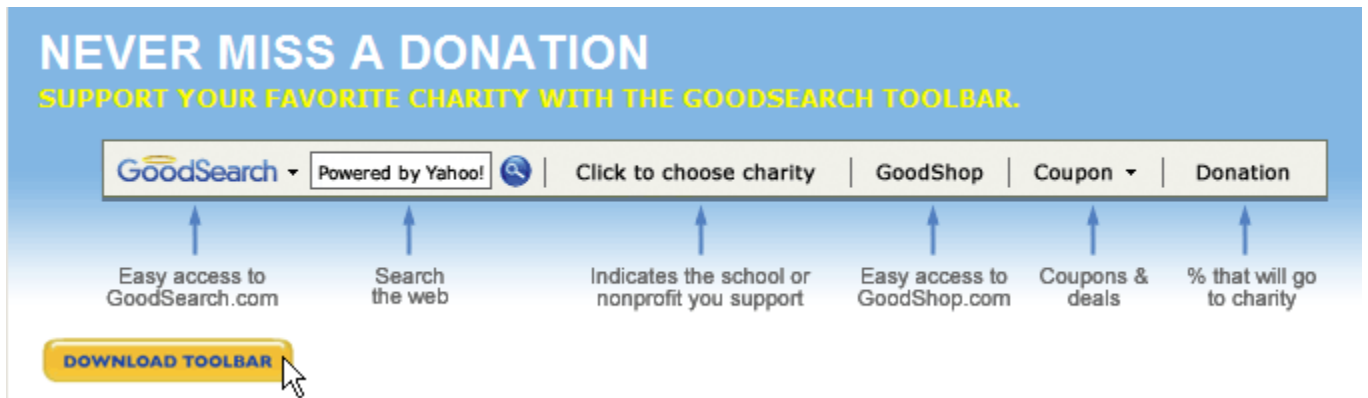 NEVER MISS A DONATION
SUPPORT YOUR FAVORITE CHARITY WITH THE GOODSEARCH TOOLBAR.
GoodSearch Powered by Yahoo! Click to choose charity GoodShop Coupon Donation
Easy access to GoodSearch.com
Search the web
Indicates the school or nonprofit you support
Easy access to GoodShop.com
Coupons & deals
% that will go to charity
DOWNLOAD TOOLBAR